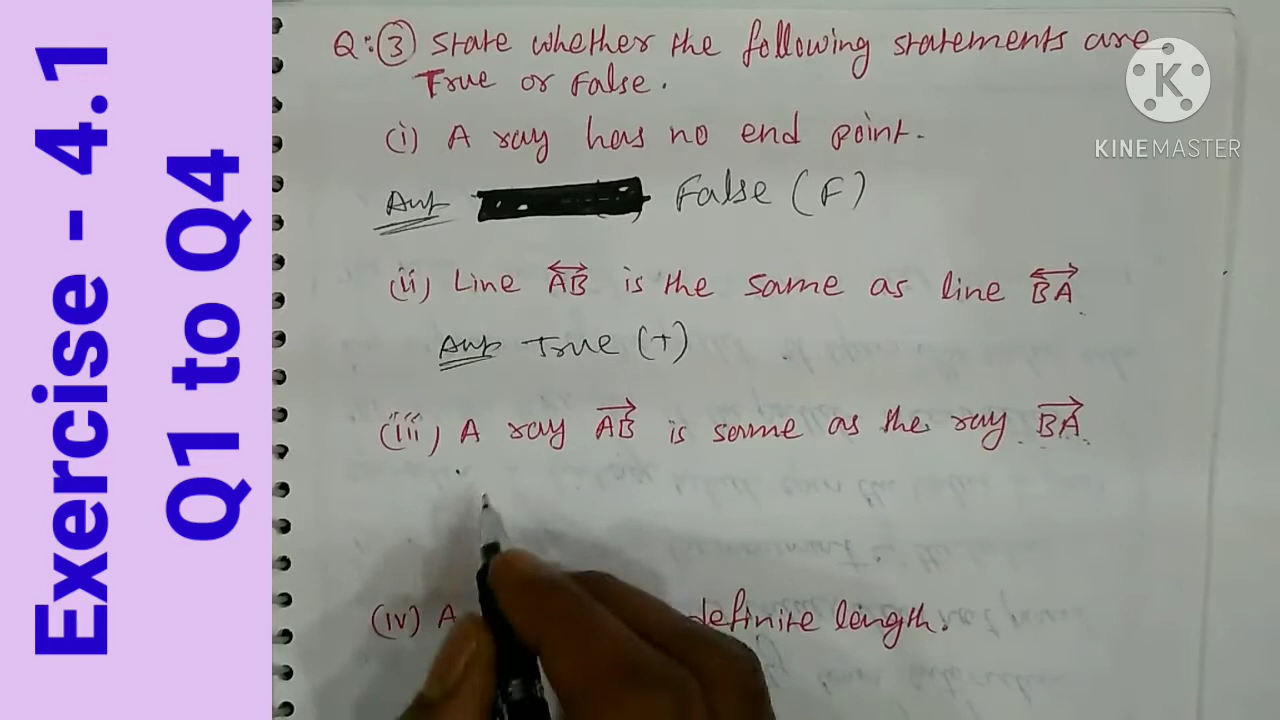 Exercise - 4.1
Q1 to Q4
Q:③ State whether the following statements are
True or False.
(i) A ray has no end point.
Ans False (F)
(ii) Line AB is the same as line BA.
Ans True (T)
(iii) A ray AB is same as the ray BA.
(iv) A definite length.
K
KINEMASTER